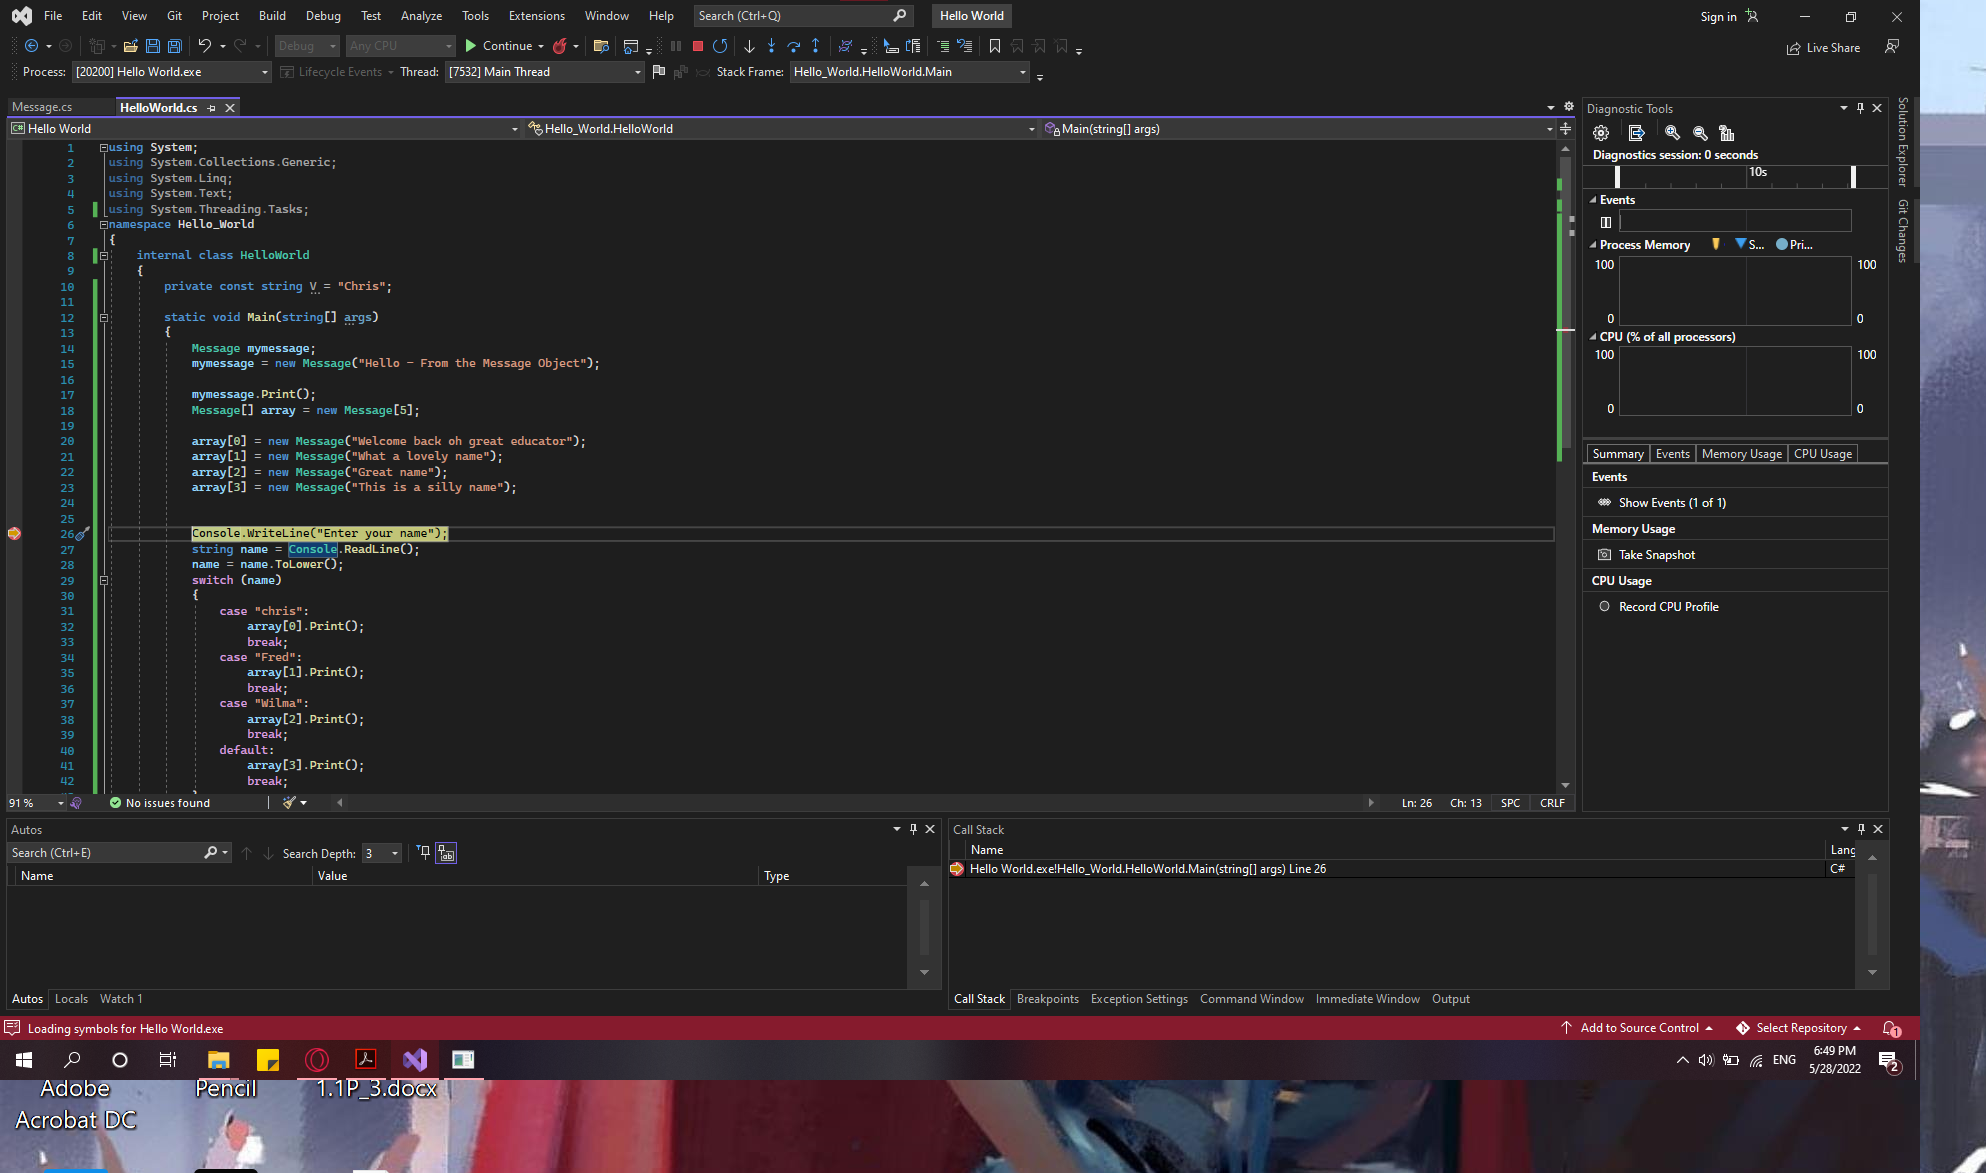 File Edit View Git Project Build Debug Test Analyze Tools Extensions Window Help Search (Ctrl+Q) Hello World Sign in
Debug Any CPU Continue Live Share
Process: [20200] Hello World.exe Lifecycle Events Thread: [7532] Main Thread Stack Frame: Hello_World.HelloWorld.Main
Message.cs HelloWorld.cs
C# Hello World Hello_World.HelloWorld Main(string[] args)
1 using System;
2 using System.Collections.Generic;
3 using System.Linq;
4 using System.Text;
5 using System.Threading.Tasks;
6 namespace Hello_World
7 {
8 internal class HelloWorld
9 {
10 private const string V = "Chris";
11
12 static void Main(string[] args)
13 {
14 Message mymessage;
15 mymessage = new Message("Hello - From the Message Object");
16
17 mymessage.Print();
18 Message[] array = new Message[5];
19
20 array[0] = new Message("Welcome back oh great educator");
21 array[1] = new Message("What a lovely name");
22 array[2] = new Message("Great name");
23 array[3] = new Message("This is a silly name");
24
25
26 Console.WriteLine("Enter your name");
27 string name = Console.ReadLine();
28 name = name.ToLower();
29 switch (name)
30 {
31 case "chris":
32 array[0].Print();
33 break;
34 case "Fred":
35 array[1].Print();
36 break;
37 case "Wilma":
38 array[2].Print();
39 break;
40 default:
41 array[3].Print();
42 break;
91 % No issues found Ln: 26 Ch: 13 SPC CRLF
Diagnostic Tools
Diagnostics session: 0 seconds
10s
Events
Process Memory S... Pri...
100 100
0 0
CPU (% of all processors)
100 100
0 0
Summary Events Memory Usage CPU Usage
Events
Show Events (1 of 1)
Memory Usage
Take Snapshot
CPU Usage
Record CPU Profile
Solution Explorer
Git Changes
Autos
Search (Ctrl+E) Search Depth: 3
Name Value Type
Autos Locals Watch 1
Call Stack
Name Lang
Hello World.exe!Hello_World.HelloWorld.Main(string[] args) Line 26 C#
Call Stack Breakpoints Exception Settings Command Window Immediate Window Output
Loading symbols for Hello World.exe Add to Source Control Select Repository 1
ENG 6:49 PM
5/28/2022 2
Adobe
Acrobat DC
Pencil
1.1P_3.docx